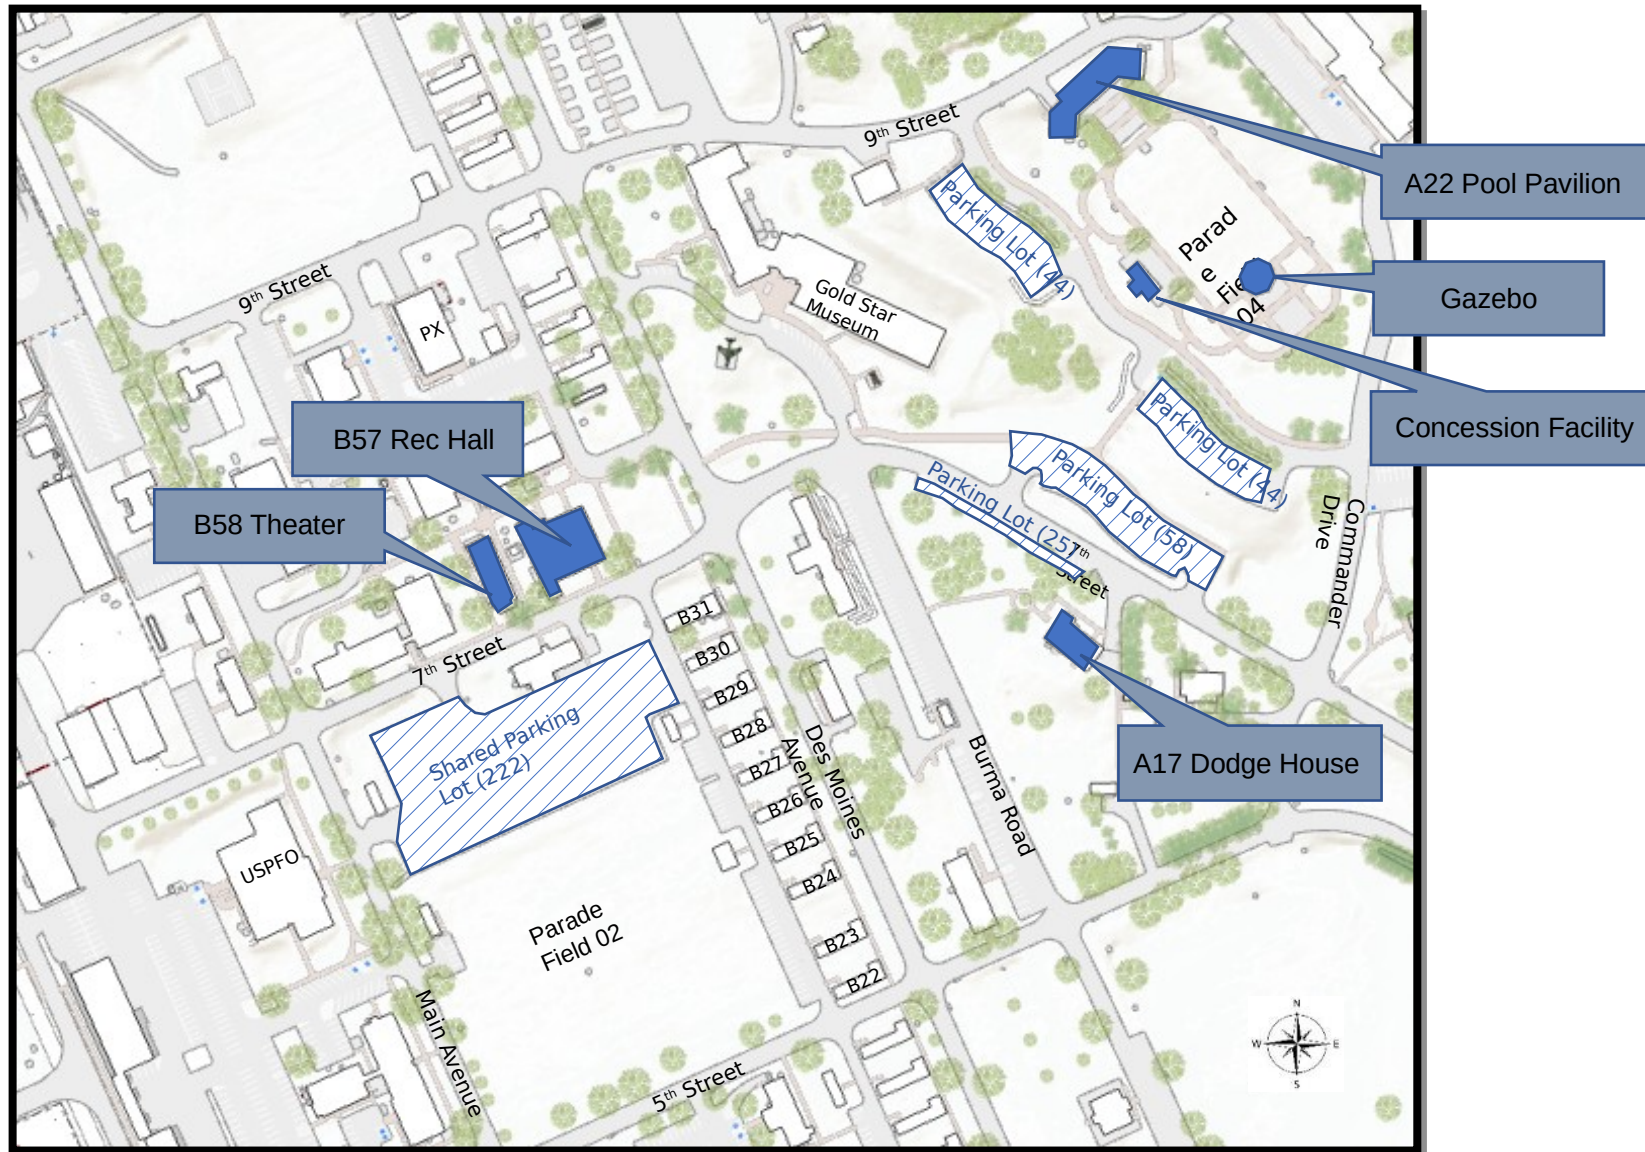 9th Street
A22 Pool Pavilion
Parking Lot (44)
Parad
e Fie
04
Gazebo
9th Street
PX
Gold Star
Museum
Concession Facility
Parking Lot (44)
B57 Rec Hall
Parking Lot (58)
Parking Lot (25)
7th
Street
Commander
Drive
B58 Theater
B31
B30
B29
B28
B27
B26
B25
B24
B23
B22
7th Street
Shared Parking
Lot (222)
Des Moines
Avenue
Burma Road
A17 Dodge House
USPFO
Parade
Field 02
Main Avenue
5th Street
N
W
E
S